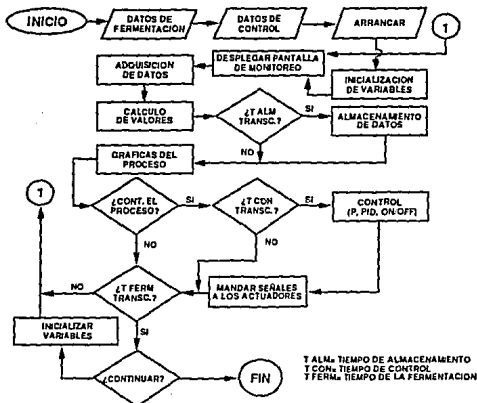 INICIO
DATOS DE
FERMENTACION
DATOS DE
CONTROL
ARRANCAR
1
DESPLEGAR PANTALLA
DE MONITOREO
ADQUISICION
DE DATOS
INICIALIZACION
DE VARIABLES
CALCULO
DE VALORES
¿T ALM
TRANSC.?
SI
ALMACENAMIENTO
DE DATOS
NO
GRAFICAS DEL
PROCESO
1
¿CONT. EL
PROCESO?
SI
¿T CON
TRANSC.?
SI
CONTROL
(P, PID, ON/OFF)
NO
NO
NO
¿T FERM
TRANSC.?
MANDAR SEÑALES
A LOS ACTUADORES
INICIALIZAR
VARIABLES
SI
¿CONTINUAR?
FIN
T ALM= TIEMPO DE ALMACENAMIENTO
T CON= TIEMPO DE CONTROL
T FERM= TIEMPO DE LA FERMENTACION